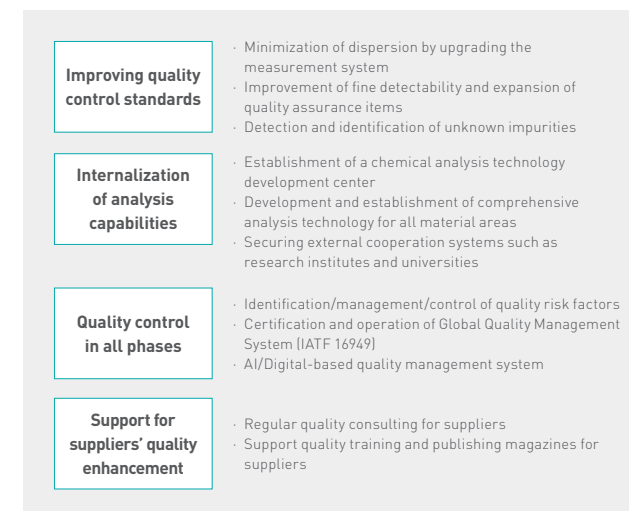 Improving quality
control standards
· Minimization of dispersion by upgrading the
measurement system
· Improvement of fine detectability and expansion of
quality assurance items
· Detection and identification of unknown impurities
Internalization
of analysis
capabilities
· Establishment of a chemical analysis technology
development center
· Development and establishment of comprehensive
analysis technology for all material areas
· Securing external cooperation systems such as
research institutes and universities
Quality control
in all phases
· Identification/management/control of quality risk factors
· Certification and operation of Global Quality Management
System (IATF 16949)
· AI/Digital-based quality management system
Support for
suppliers’ quality
enhancement
· Regular quality consulting for suppliers
· Support quality training and publishing magazines for
suppliers